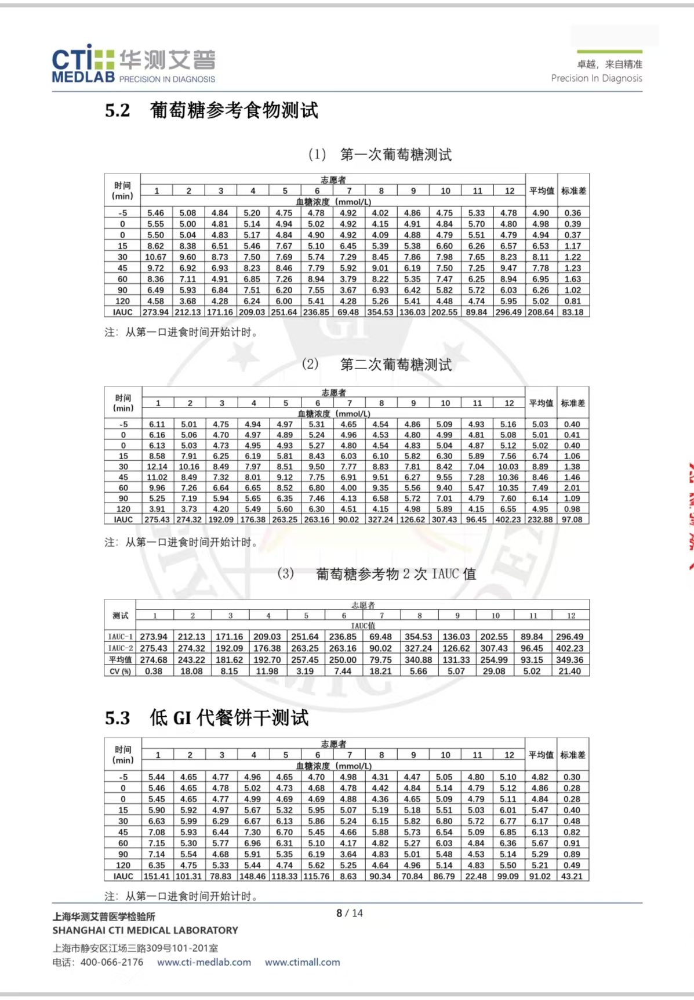 CTi 华测艾普
MEDLAB PRECISION IN DIAGNOSIS
卓越，来自精准
Precision In Diagnosis
5.2 葡萄糖参考食物测试
(1) 第一次葡萄糖测试
时间 (min) 志愿者 平均值 标准差
1 2 3 4 5 6 7 8 9 10 11 12
血糖浓度 (mmol/L)
-5 5.46 5.08 4.84 5.20 4.75 4.78 4.92 4.02 4.86 4.75 5.33 4.78 4.90 0.36
0 5.55 5.00 4.81 5.14 4.94 5.02 4.92 4.15 4.91 4.84 5.70 4.80 4.98 0.39
0 5.50 5.04 4.83 5.17 4.84 4.90 4.92 4.09 4.88 4.79 5.51 4.79 4.94 0.37
15 8.62 8.38 6.51 5.46 7.67 5.10 6.45 5.39 5.38 6.60 6.26 6.57 6.53 1.17
30 10.67 9.60 8.73 7.50 7.69 5.74 7.29 8.45 7.86 7.98 7.65 8.23 8.11 1.22
45 9.72 6.92 6.93 8.23 8.46 7.79 5.92 9.01 6.19 7.50 7.25 9.47 7.78 1.23
60 8.36 7.11 4.91 6.85 7.26 8.94 3.79 8.22 5.35 7.47 6.25 8.94 6.95 1.63
90 6.49 5.93 6.84 7.51 6.20 7.55 3.67 6.93 6.42 5.82 5.72 6.03 6.26 1.02
120 4.58 3.68 4.28 6.24 6.00 5.41 4.28 5.26 5.41 4.48 4.74 5.95 5.02 0.81
IAUC 273.94 212.13 171.16 209.03 251.64 236.85 69.48 354.53 136.03 202.55 89.84 296.49 208.64 83.18
注：从第一口进食时间开始计时。
(2) 第二次葡萄糖测试
时间 (min) 志愿者 平均值 标准差
1 2 3 4 5 6 7 8 9 10 11 12
血糖浓度 (mmol/L)
-5 6.11 5.01 4.75 4.94 4.97 5.31 4.65 4.54 4.86 5.09 4.93 5.16 5.03 0.40
0 6.16 5.06 4.70 4.97 4.89 5.24 4.96 4.53 4.80 4.99 4.81 5.08 5.01 0.41
0 6.13 5.03 4.73 4.95 4.93 5.27 4.80 4.54 4.83 5.04 4.87 5.12 5.02 0.40
15 8.58 7.91 6.25 6.19 5.81 8.43 6.03 6.10 5.82 6.30 5.89 7.56 6.74 1.06
30 12.14 10.16 8.49 7.97 8.51 9.50 7.77 8.83 7.81 8.42 7.04 10.03 8.89 1.38
45 11.02 8.49 7.32 8.01 9.12 7.75 6.91 9.51 6.27 9.55 7.28 10.36 8.46 1.46
60 9.96 7.26 6.64 6.65 8.52 6.80 4.00 9.35 5.56 9.40 5.47 10.35 7.49 2.01
90 5.25 7.19 5.94 5.65 6.35 7.46 4.13 6.58 5.72 7.01 4.79 7.60 6.14 1.09
120 3.91 3.73 4.20 5.49 5.60 6.30 4.51 4.15 4.98 5.89 4.15 6.55 4.95 0.98
IAUC 275.43 274.32 192.09 176.38 263.25 263.16 90.02 327.24 126.62 307.43 96.45 402.23 232.88 97.08
注：从第一口进食时间开始计时。
(3) 葡萄糖参考物 2 次 IAUC 值
测试 志愿者
1 2 3 4 5 6 7 8 9 10 11 12
IAUC值
IAUC-1 273.94 212.13 171.16 209.03 251.64 236.85 69.48 354.53 136.03 202.55 89.84 296.49
IAUC-2 275.43 274.32 192.09 176.38 263.25 263.16 90.02 327.24 126.62 307.43 96.45 402.23
平均值 274.68 243.22 181.62 192.70 257.45 250.00 79.75 340.88 131.33 254.99 93.15 349.36
CV (%) 0.38 18.08 8.15 11.98 3.19 7.44 18.21 5.66 5.07 29.08 5.02 21.40
5.3 低 GI 代餐饼干测试
时间 (min) 志愿者 平均值 标准差
1 2 3 4 5 6 7 8 9 10 11 12
血糖浓度 (mmol/L)
-5 5.44 4.65 4.77 4.96 4.65 4.70 4.98 4.31 4.47 5.05 4.80 5.10 4.82 0.30
0 5.46 4.65 4.78 5.02 4.73 4.68 4.78 4.42 4.84 5.14 4.79 5.12 4.86 0.28
0 5.45 4.65 4.77 4.99 4.69 4.69 4.88 4.36 4.65 5.09 4.79 5.11 4.84 0.28
15 5.90 5.92 4.97 5.67 5.32 5.95 5.07 5.19 5.18 5.51 5.03 6.01 5.47 0.40
30 6.63 5.99 6.29 6.67 6.13 5.86 5.24 6.15 5.82 6.80 5.72 6.77 6.17 0.48
45 7.08 5.93 6.44 7.30 6.70 5.45 4.66 5.88 5.73 6.54 5.09 6.85 6.13 0.82
60 7.15 5.30 5.77 6.96 6.31 5.10 4.17 4.82 5.27 6.03 4.84 6.36 5.67 0.91
90 7.14 5.54 4.68 5.91 5.35 6.19 3.64 4.83 5.01 5.48 4.53 5.14 5.29 0.89
120 6.35 4.75 5.33 5.44 4.74 5.62 5.25 4.64 4.96 5.14 4.83 5.50 5.21 0.49
IAUC 151.41 101.31 78.83 148.46 118.33 115.76 8.63 90.34 70.84 86.79 22.48 99.09 91.02 43.21
注：从第一口进食时间开始计时。
8 / 14
上海华测艾普医学检验所
SHANGHAI CTI MEDICAL LABORATORY
上海市静安区江场三路309号101-201室
电话：400-066-2176 www.cti-medlab.com www.ctimall.com